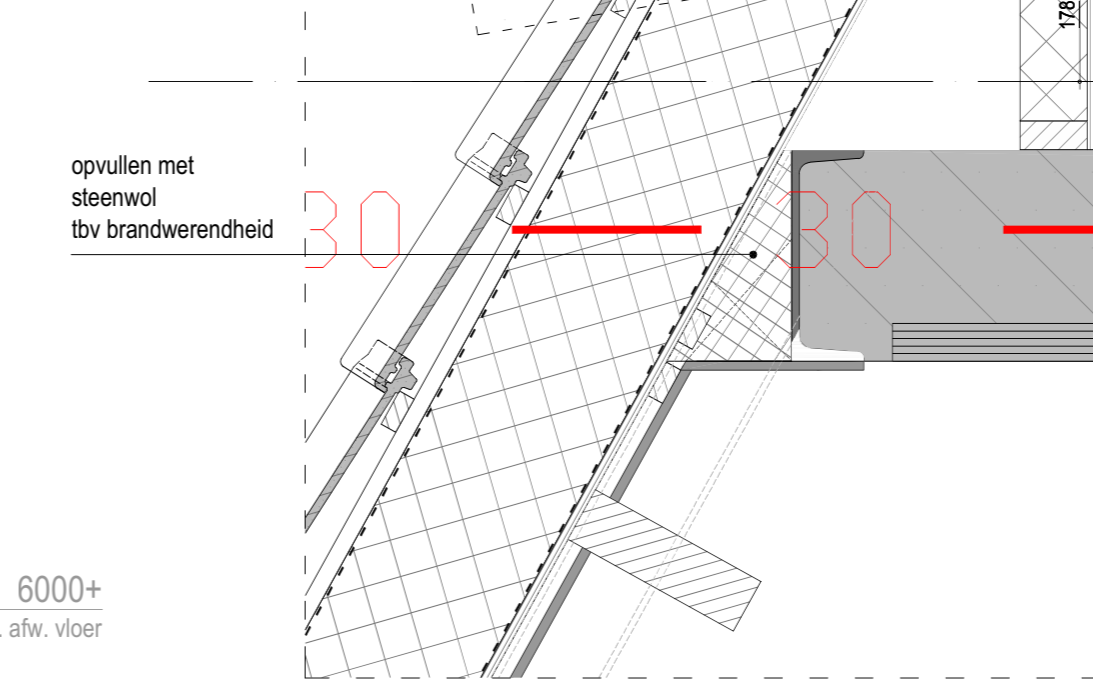 178
opvullen met
steenwol
tbv brandwerendheid
30
30
6000+
. afw. vloer